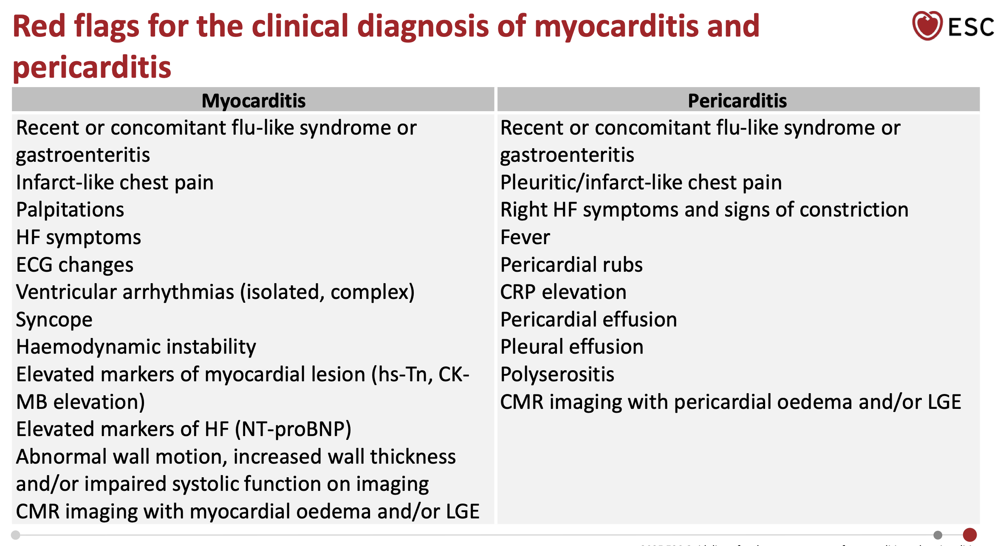 Red flags for the clinical diagnosis of myocarditis and
pericarditis
ESC
Myocarditis
Recent or concomitant flu-like syndrome or
gastroenteritis
Infarct-like chest pain
Palpitations
HF symptoms
ECG changes
Ventricular arrhythmias (isolated, complex)
Syncope
Haemodynamic instability
Elevated markers of myocardial lesion (hs-Tn, CK-
MB elevation)
Elevated markers of HF (NT-proBNP)
Abnormal wall motion, increased wall thickness
and/or impaired systolic function on imaging
CMR imaging with myocardial oedema and/or LGE
Pericarditis
Recent or concomitant flu-like syndrome or
gastroenteritis
Pleuritic/infarct-like chest pain
Right HF symptoms and signs of constriction
Fever
Pericardial rubs
CRP elevation
Pericardial effusion
Pleural effusion
Polyserositis
CMR imaging with pericardial oedema and/or LGE